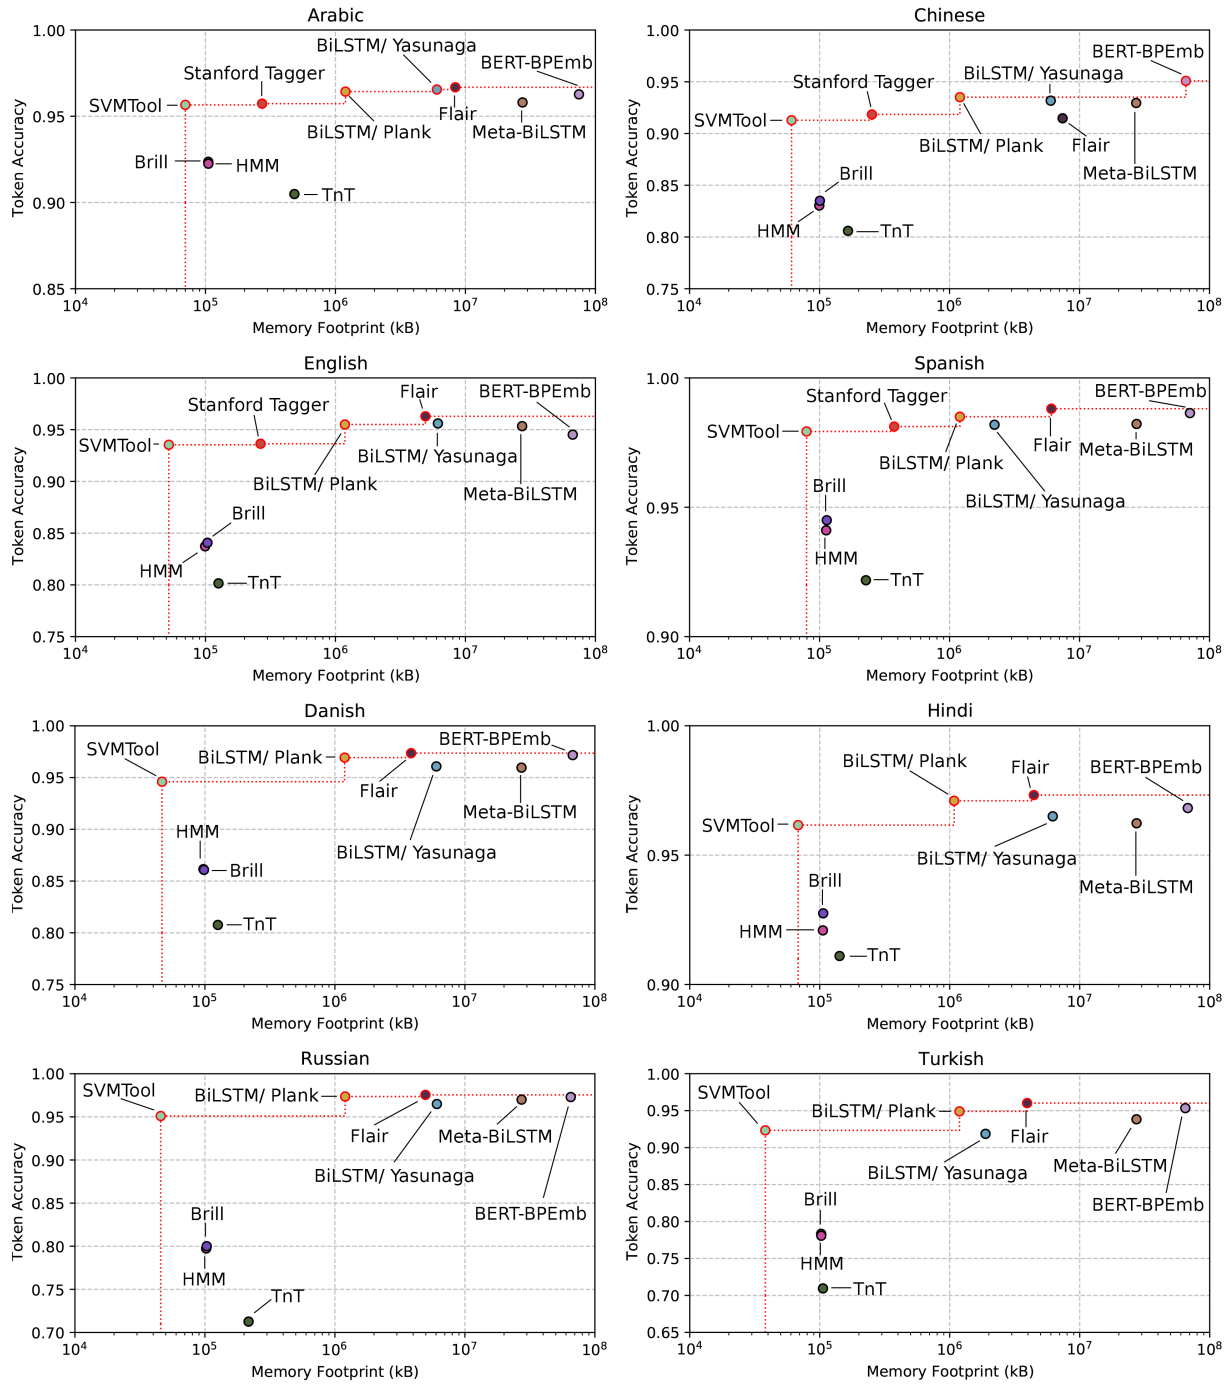 Arabic
1.00
0.95
0.90
0.85
Token Accuracy
BiLSTM/ Yasunaga
BERT-BPEmb
Stanford Tagger
SVMTool
Flair
BiLSTM/ Plank
Meta-BiLSTM
Brill
HMM
TnT
10^4 10^5 10^6 10^7 10^8
Memory Footprint (kB)
Chinese
1.00
0.95
0.90
0.85
0.80
0.75
Token Accuracy
BERT-BPEmb
BiLSTM/ Yasunaga
Stanford Tagger
SVMTool
BiLSTM/ Plank
Flair
Meta-BiLSTM
Brill
HMM
TnT
10^4 10^5 10^6 10^7 10^8
Memory Footprint (kB)
English
1.00
0.95
0.90
0.85
0.80
0.75
Token Accuracy
Flair
BERT-BPEmb
Stanford Tagger
SVMTool
BiLSTM/ Yasunaga
BiLSTM/ Plank
Meta-BiLSTM
Brill
HMM
TnT
10^4 10^5 10^6 10^7 10^8
Memory Footprint (kB)
Spanish
1.00
0.95
0.90
Token Accuracy
BERT-BPEmb
Stanford Tagger
SVMTool
Flair
Meta-BiLSTM
BiLSTM/ Plank
Brill
BiLSTM/ Yasunaga
HMM
TnT
10^4 10^5 10^6 10^7 10^8
Memory Footprint (kB)
Danish
1.00
0.95
0.90
0.85
0.80
0.75
Token Accuracy
BERT-BPEmb
SVMTool
BiLSTM/ Plank
Flair
Meta-BiLSTM
HMM
BiLSTM/ Yasunaga
Brill
TnT
10^4 10^5 10^6 10^7 10^8
Memory Footprint (kB)
Hindi
1.00
0.95
0.90
Token Accuracy
BiLSTM/ Plank
Flair
BERT-BPEmb
SVMTool
BiLSTM/ Yasunaga
Brill
Meta-BiLSTM
HMM
TnT
10^4 10^5 10^6 10^7 10^8
Memory Footprint (kB)
Russian
1.00
0.95
0.90
0.85
0.80
0.75
0.70
Token Accuracy
SVMTool
BiLSTM/ Plank
Flair
Meta-BiLSTM
BiLSTM/ Yasunaga
Brill
BERT-BPEmb
HMM
TnT
10^4 10^5 10^6 10^7 10^8
Memory Footprint (kB)
Turkish
1.00
0.95
0.90
0.85
0.80
0.75
0.70
0.65
Token Accuracy
SVMTool
BiLSTM/ Plank
Flair
Meta-BiLSTM
BiLSTM/ Yasunaga
Brill
BERT-BPEmb
HMM
TnT
10^4 10^5 10^6 10^7 10^8
Memory Footprint (kB)